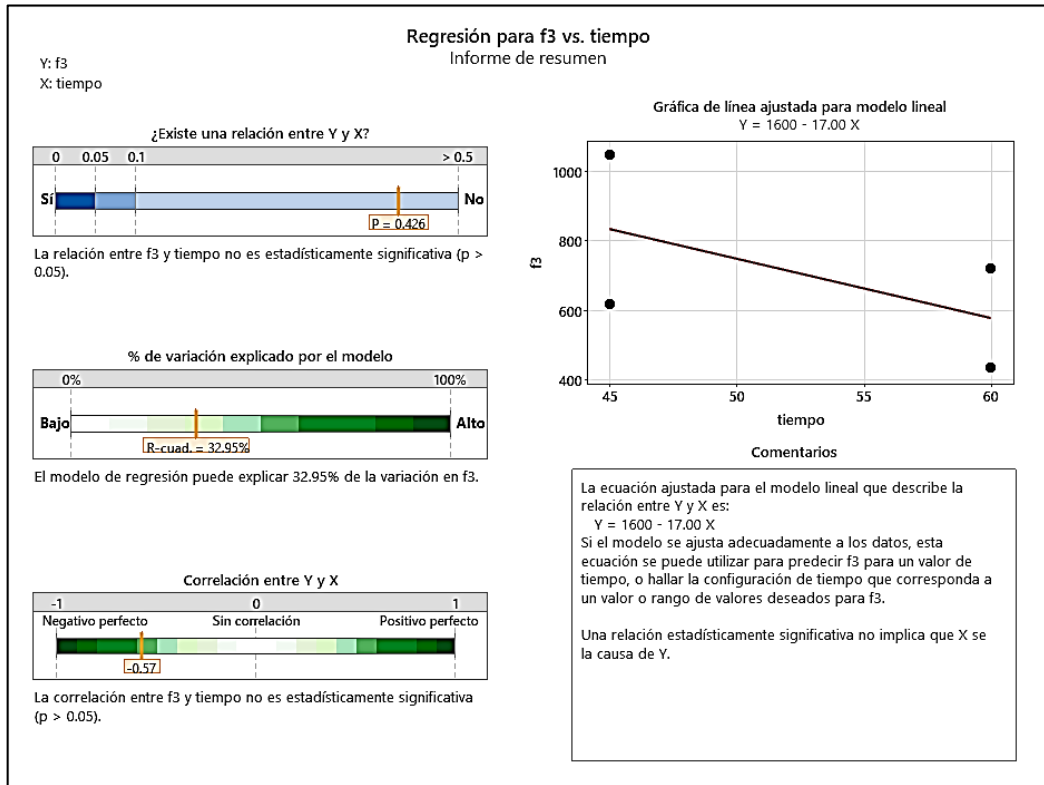 Regresión para f3 vs. tiempo
Informe de resumen
Y: f3
X: tiempo
¿Existe una relación entre Y y X?
0 0.05 0.1 > 0.5
Sí No
P = 0.426
La relación entre f3 y tiempo no es estadísticamente significativa (p >
0.05).
% de variación explicado por el modelo
0% 100%
Bajo Alto
R-cuad. = 32.95%
El modelo de regresión puede explicar 32.95% de la variación en f3.
Correlación entre Y y X
-1 0 1
Negativo perfecto Sin correlación Positivo perfecto
-0.57
La correlación entre f3 y tiempo no es estadísticamente significativa
(p > 0.05).
Gráfica de línea ajustada para modelo lineal
Y = 1600 - 17.00 X
1000
800
600
400
f3
45 50 55 60
tiempo
Comentarios
La ecuación ajustada para el modelo lineal que describe la
relación entre Y y X es:
Y = 1600 - 17.00 X
Si el modelo se ajusta adecuadamente a los datos, esta
ecuación se puede utilizar para predecir f3 para un valor de
tiempo, o hallar la configuración de tiempo que corresponda a
un valor o rango de valores deseados para f3.
Una relación estadísticamente significativa no implica que X se
la causa de Y.